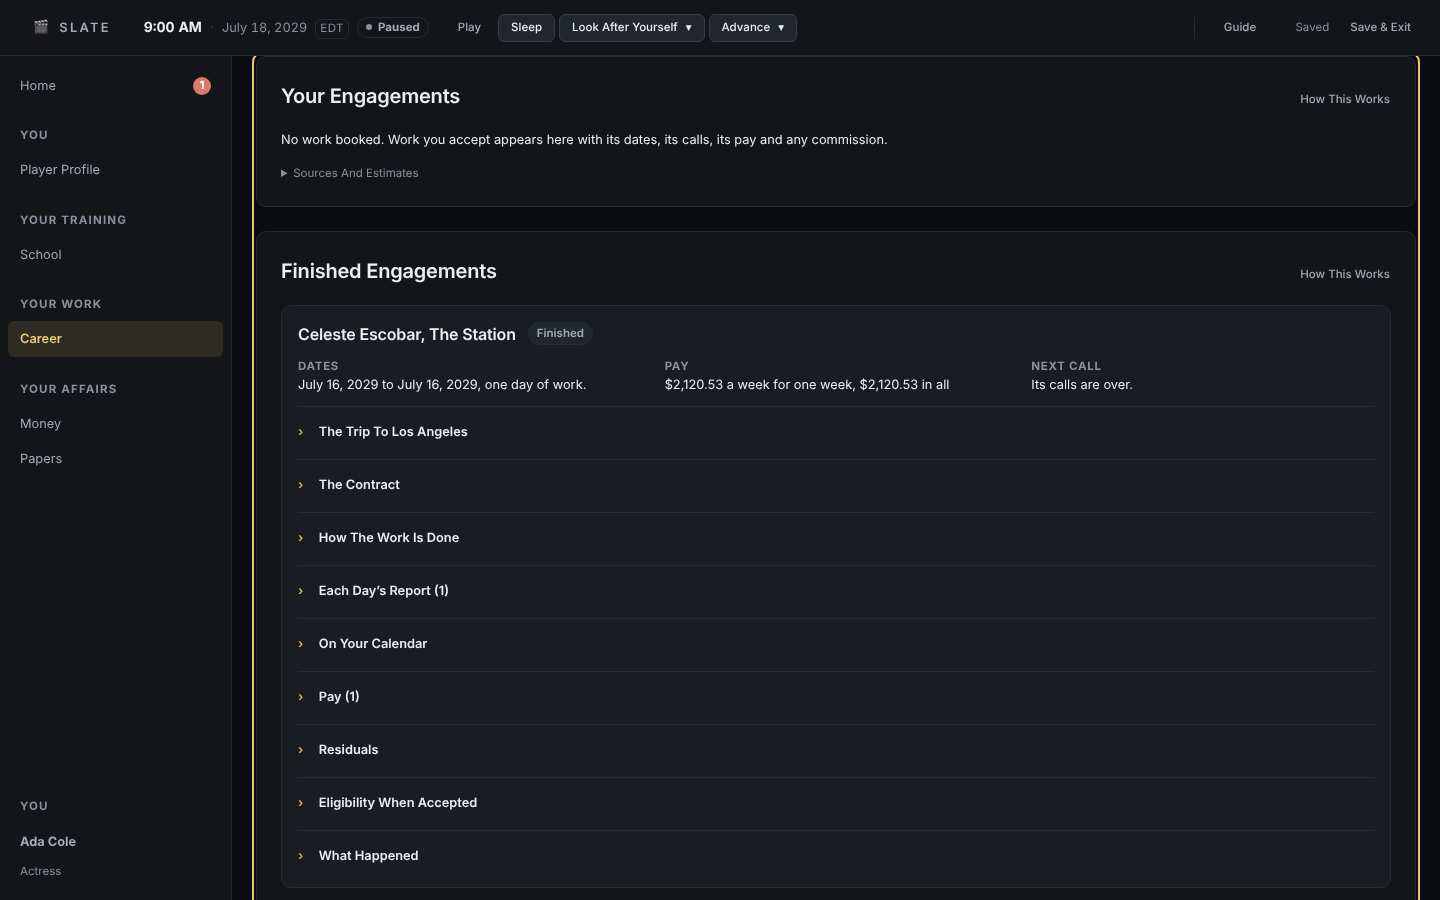 SLATE
9:00 AM · July 18, 2029 EDT Paused
Play
Sleep
Look After Yourself ▾
Advance ▾
Guide
Saved
Save & Exit
Home 1
YOU
Player Profile
YOUR TRAINING
School
YOUR WORK
Career
YOUR AFFAIRS
Money
Papers
YOU
Ada Cole
Actress
Your Engagements
How This Works
No work booked. Work you accept appears here with its dates, its calls, its pay and any commission.
Sources And Estimates
Finished Engagements
How This Works
Celeste Escobar, The Station Finished
DATES
July 16, 2029 to July 16, 2029, one day of work.
PAY
$2,120.53 a week for one week, $2,120.53 in all
NEXT CALL
Its calls are over.
The Trip To Los Angeles
The Contract
How The Work Is Done
Each Day’s Report (1)
On Your Calendar
Pay (1)
Residuals
Eligibility When Accepted
What Happened